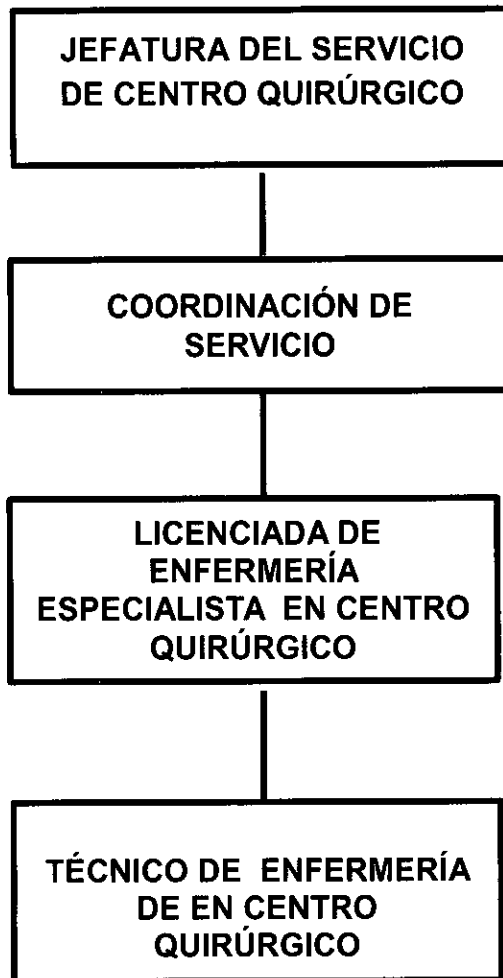 JEFATURA DEL SERVICIO
DE CENTRO QUIRÚRGICO
COORDINACIÓN DE
SERVICIO
LICENCIADA DE
ENFERMERÍA
ESPECIALISTA EN CENTRO
QUIRÚRGICO
TÉCNICO DE ENFERMERÍA
DE EN CENTRO
QUIRÚRGICO